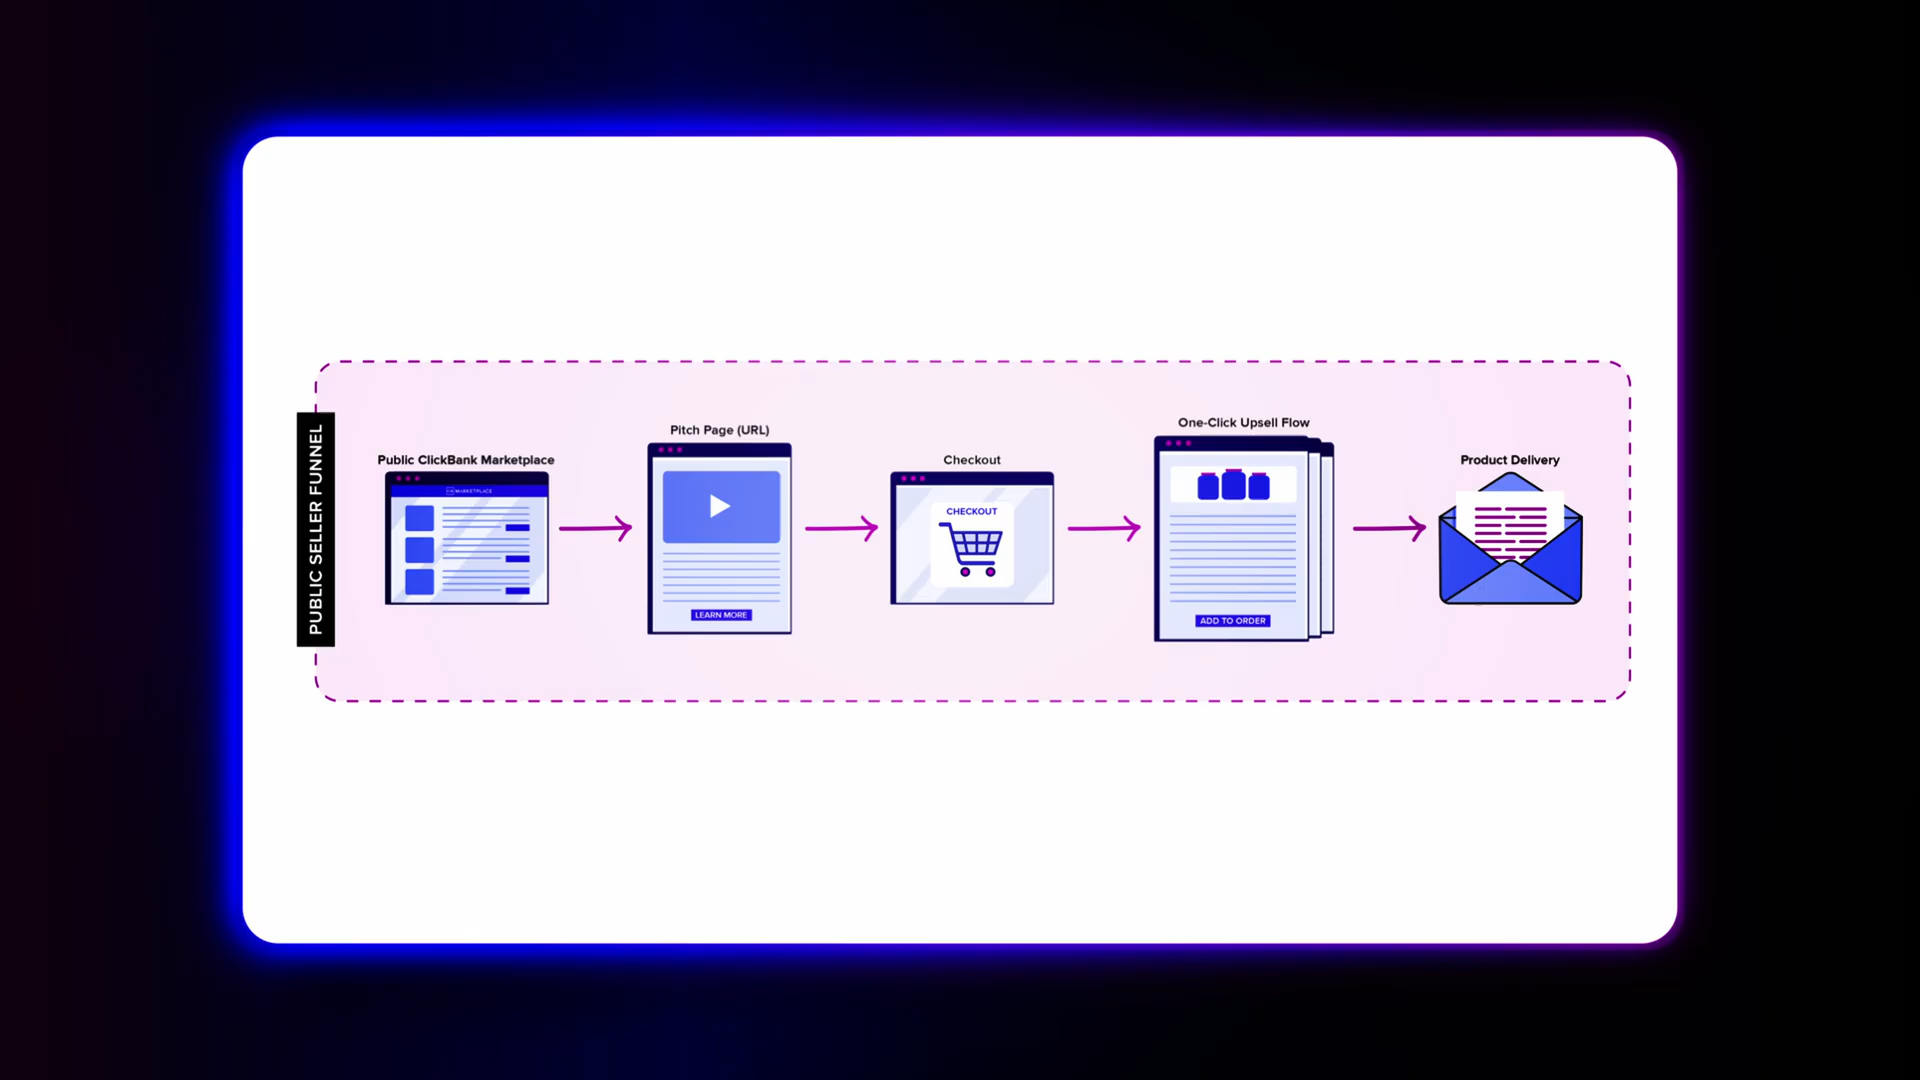 PUBLIC SELLER FUNNEL
Public ClickBank Marketplace
MARKETPLACE
Pitch Page (URL)
LEARN MORE
Checkout
CHECKOUT
One-Click Upsell Flow
ADD TO ORDER
Product Delivery